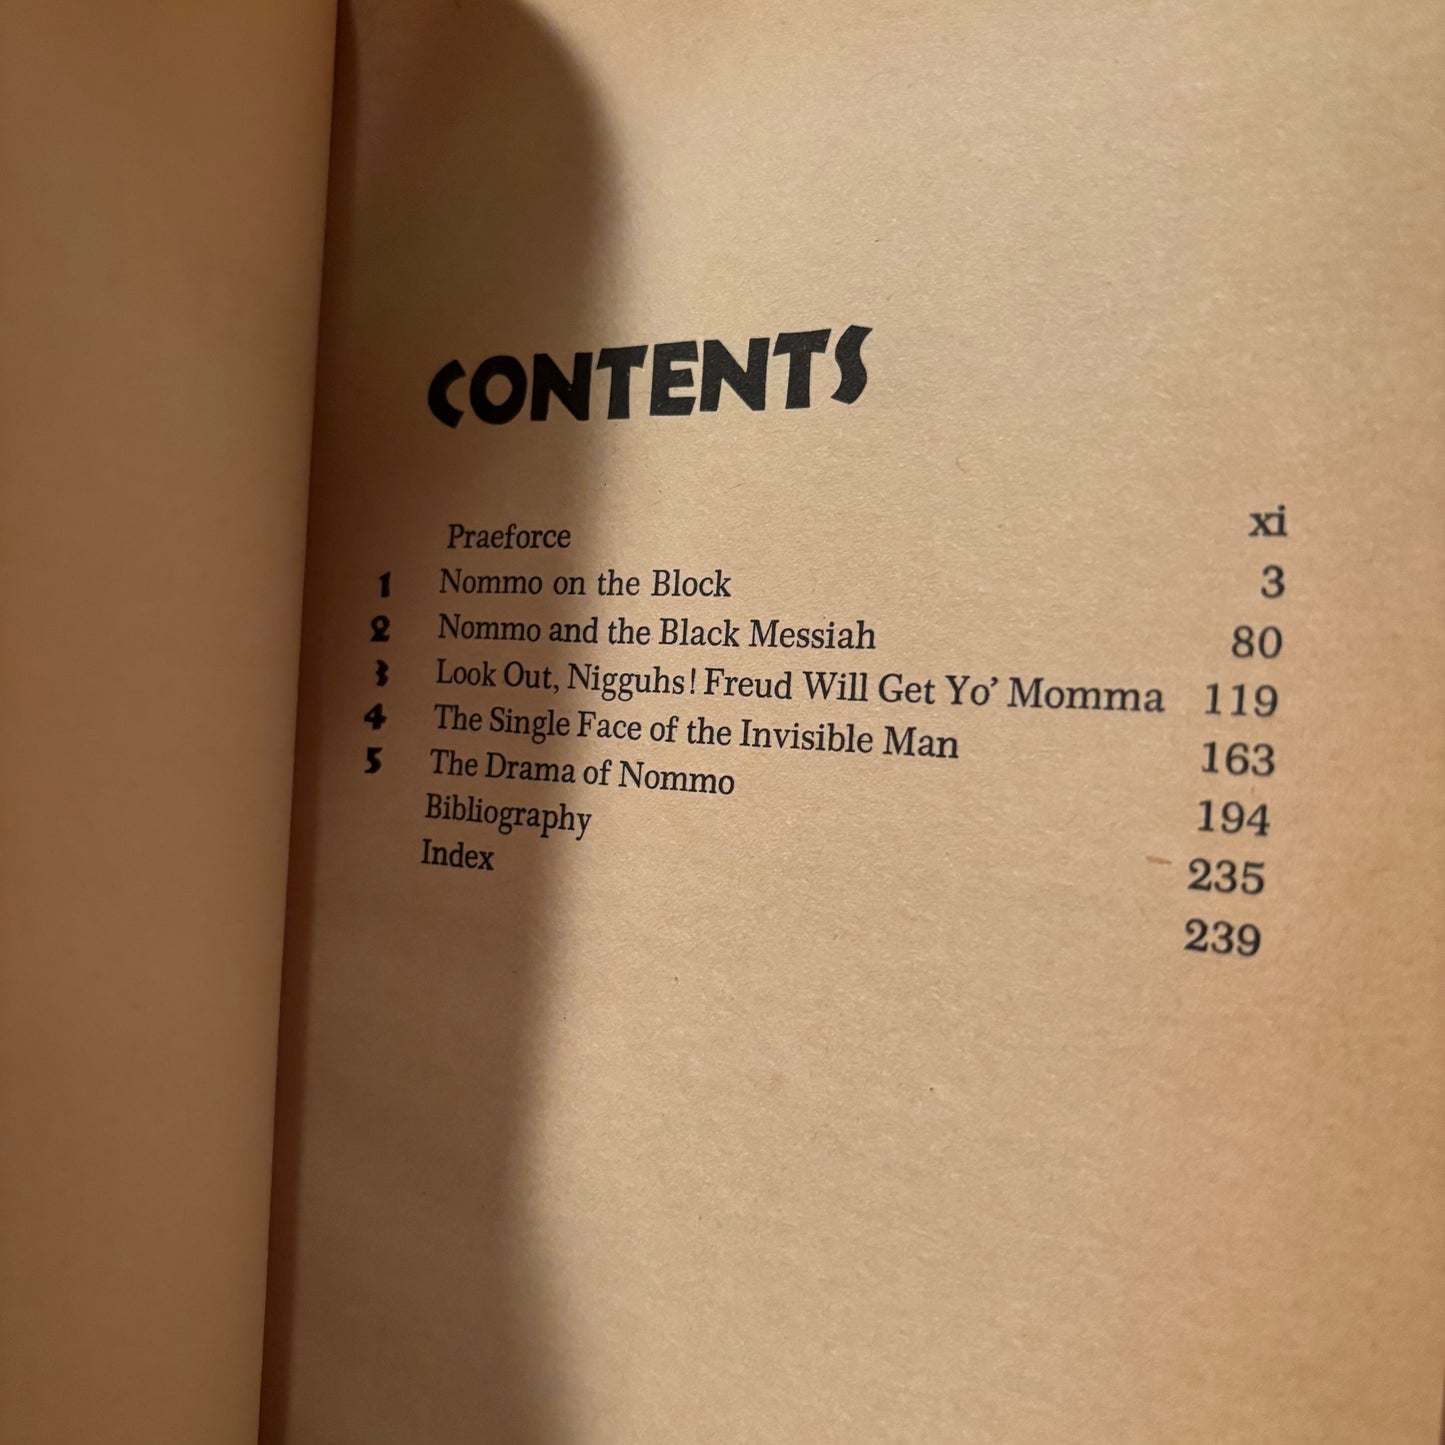 CONTENTS
Praeforce xi
1 Nommo on the Block 3
2 Nommo and the Black Messiah 80
3 Look Out, Nigguhs! Freud Will Get Yo’ Momma 119
4 The Single Face of the Invisible Man 163
5 The Drama of Nommo 194
Bibliography 235
Index 239